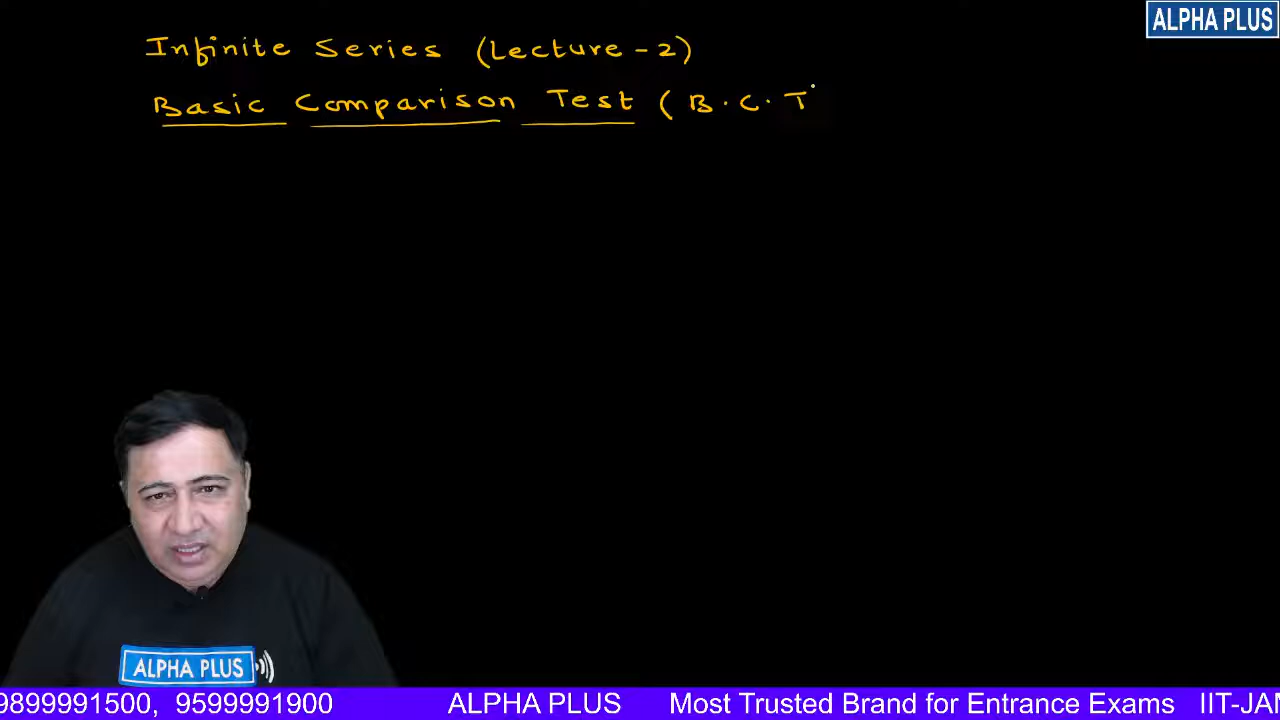 ALPHA PLUS
Infinite Series (Lecture - 2)
Basic Comparison Test ( B. C. T
ALPHA PLUS
9899991500, 9599991900 ALPHA PLUS Most Trusted Brand for Entrance Exams IIT-JAM